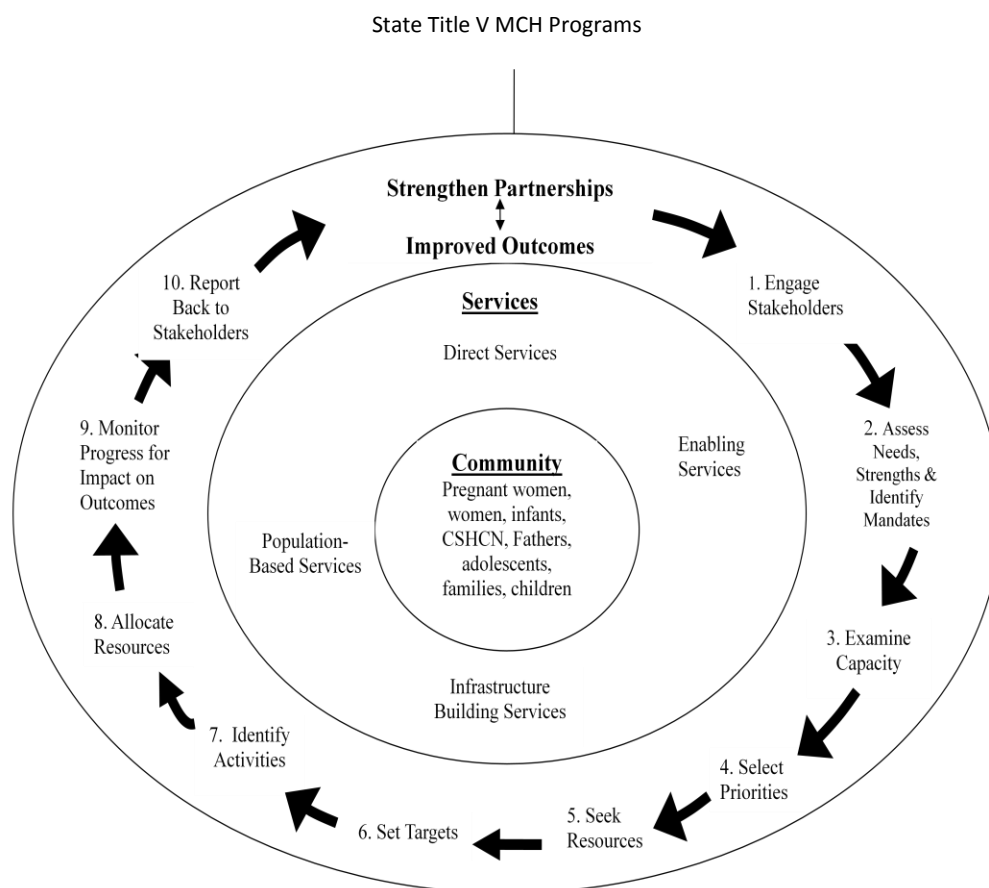 State Title V MCH Programs
Strengthen Partnerships
Improved Outcomes
1. Engage
Stakeholders
2. Assess
Needs,
Strengths &
Identify
Mandates
3. Examine
Capacity
4. Select
Priorities
5. Seek
Resources
6. Set Targets
7. Identify
Activities
8. Allocate
Resources
9. Monitor
Progress for
Impact on
Outcomes
10. Report
Back to
Stakeholders
Services
Direct Services
Enabling
Services
Infrastructure
Building Services
Population-
Based Services
Community
Pregnant women,
women, infants,
CSHCN, Fathers,
adolescents,
families, children